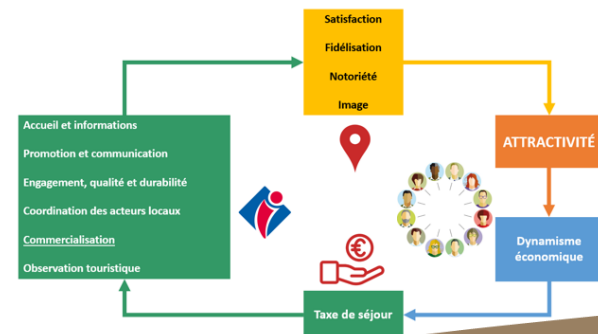 Satisfaction
Fidélisation
Notoriété
Image
Accueil et informations
Promotion et communication
Engagement, qualité et durabilité
Coordination des acteurs locaux
Commercialisation
Observation touristique
ATTRACTIVITÉ
Dynamisme
économique
€
Taxe de séjour